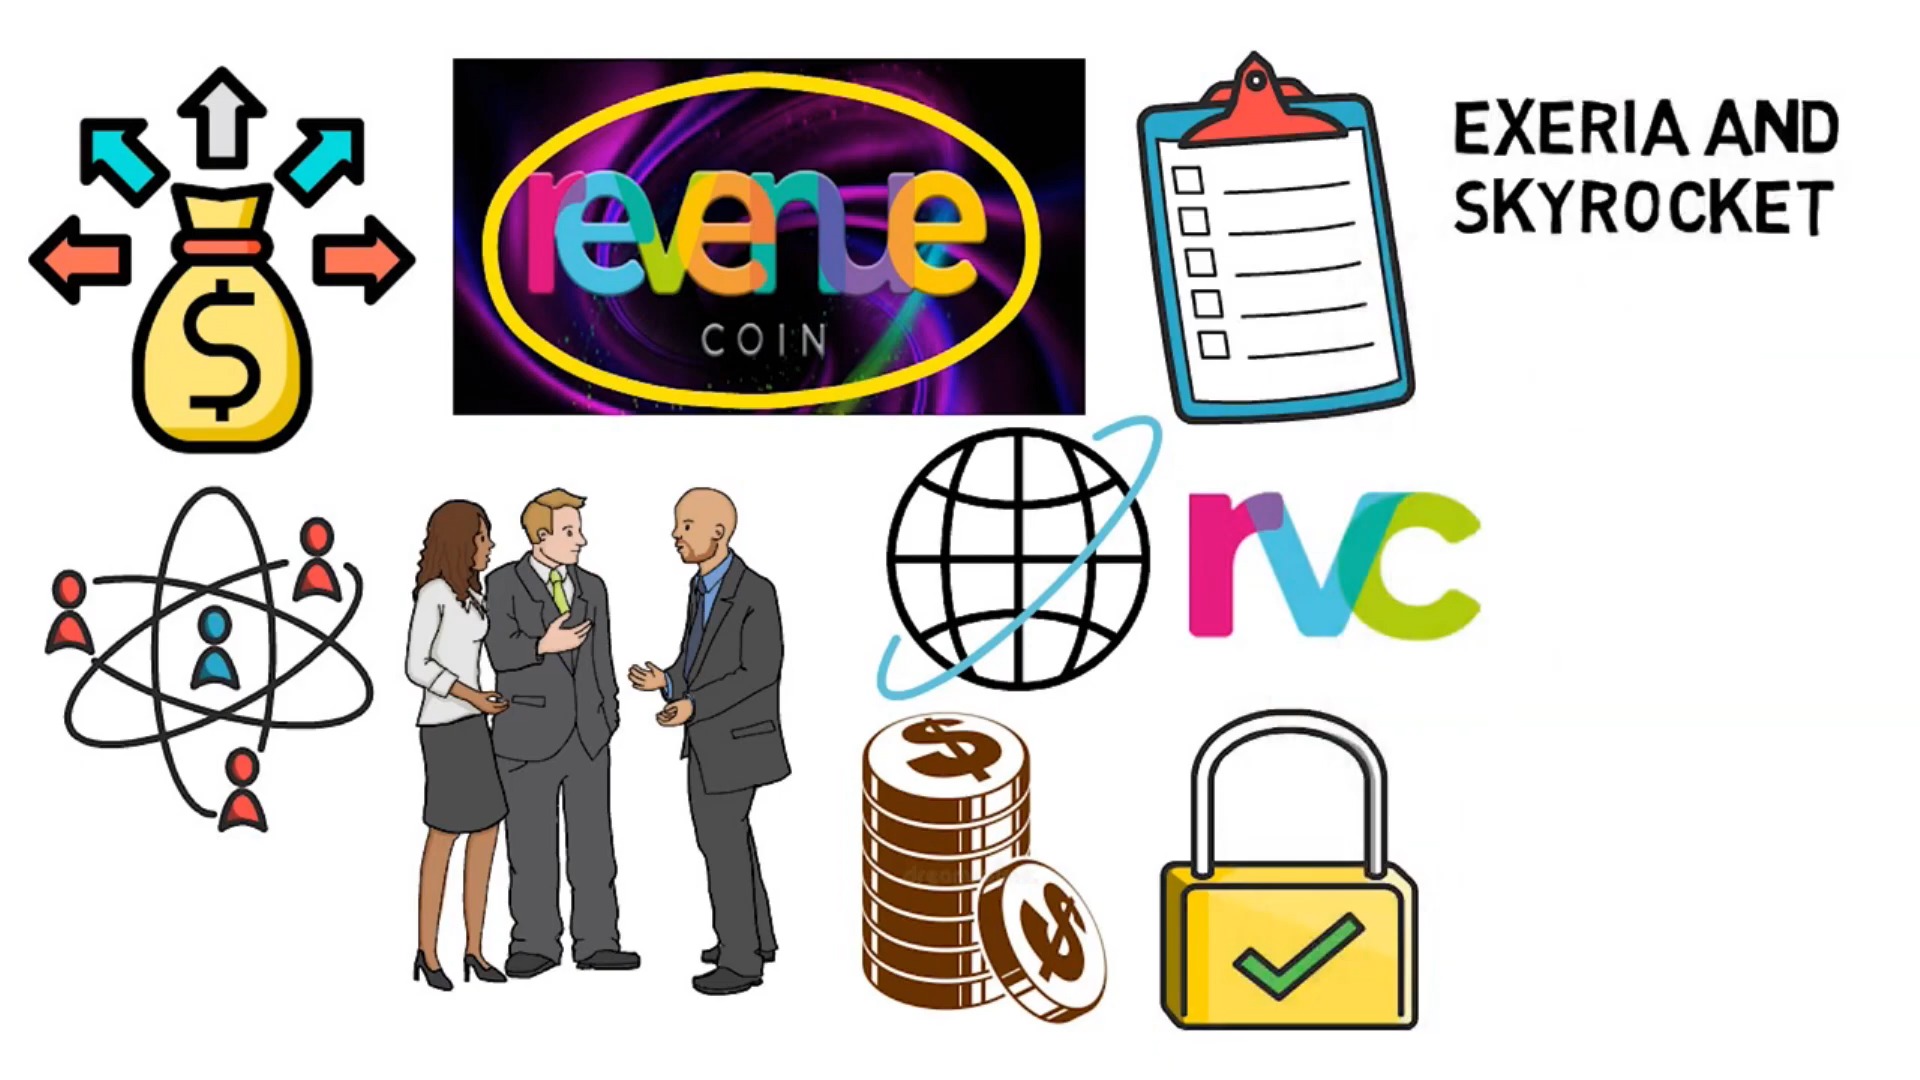 revenue
COIN
EXERIA AND
SKYROCKET
rvc
$
$
$